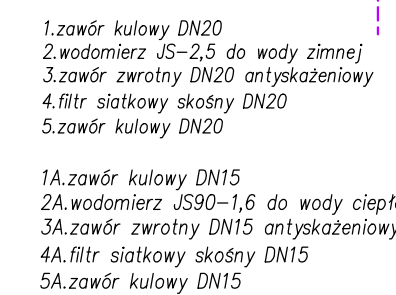 1.zawór kulowy DN20
2.wodomierz JS-2,5 do wody zimnej
3.zawór zwrotny DN20 antyskażeniowy
4.filtr siatkowy skośny DN20
5.zawór kulowy DN20
1A.zawór kulowy DN15
2A.wodomierz JS90-1,6 do wody
3A.zawór zwrotny DN15 antyskażeniowy
4A.filtr siatkowy skośny DN15
5A.zawór kulowy DN15